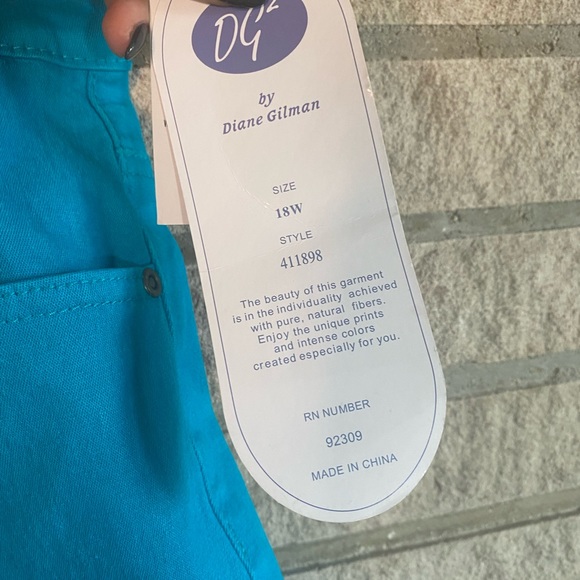 DG2
by
Diane Gilman
SIZE
18W
STYLE
411898
The beauty of this garment
is in the individuality achieved
with pure, natural fibers.
Enjoy the unique prints
and intense colors
created especially for you.
RN NUMBER
92309
MADE IN CHINA